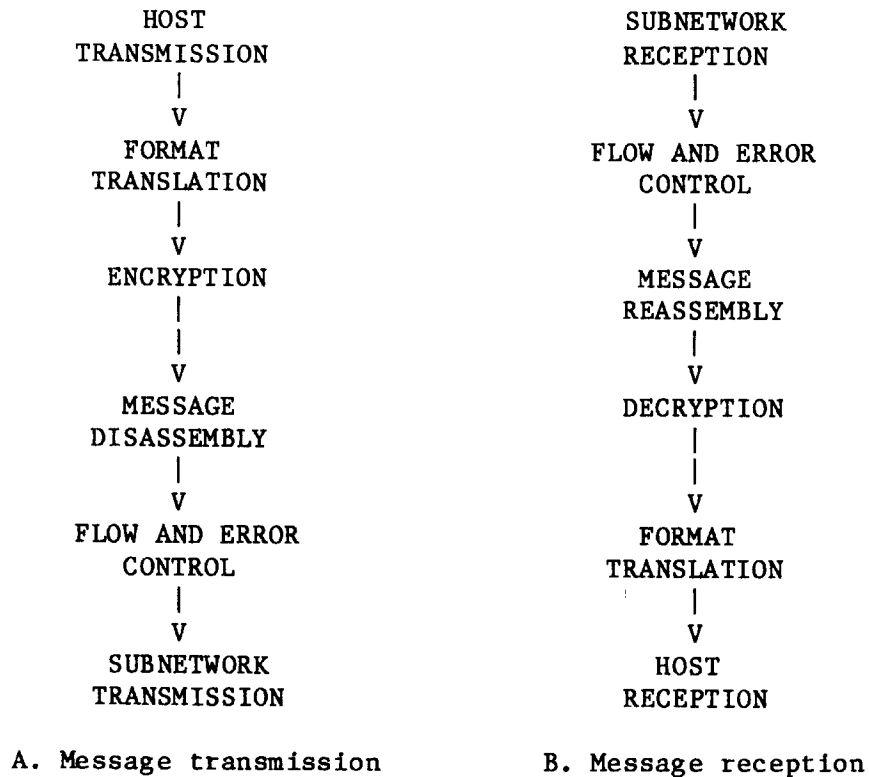 HOST
TRANSMISSION
|
V
FORMAT
TRANSLATION
|
V
ENCRYPTION
|
|
V
MESSAGE
DISASSEMBLY
|
V
FLOW AND ERROR
CONTROL
|
V
SUBNETWORK
TRANSMISSION
A. Message transmission
SUBNETWORK
RECEPTION
|
V
FLOW AND ERROR
CONTROL
|
V
MESSAGE
REASSEMBLY
|
V
DECRYPTION
|
|
V
FORMAT
TRANSLATION
|
V
HOST
RECEPTION
B. Message reception